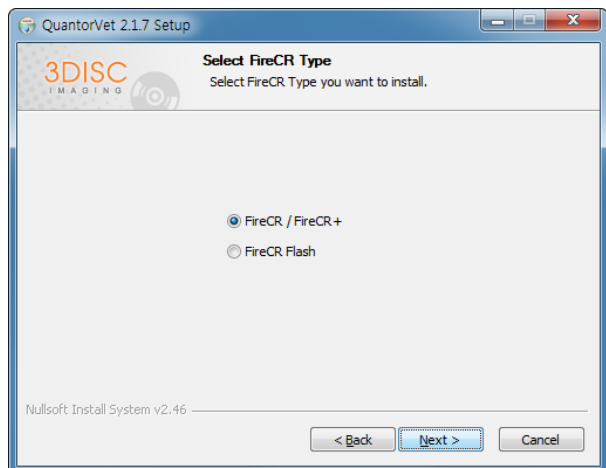 QuantorVet 2.1.7 Setup
3DISC
IMAGING
Select FireCR Type
Select FireCR Type you want to install.
FireCR / FireCR+
FireCR Flash
Nullsoft Install System v2.46
< Back
Next >
Cancel